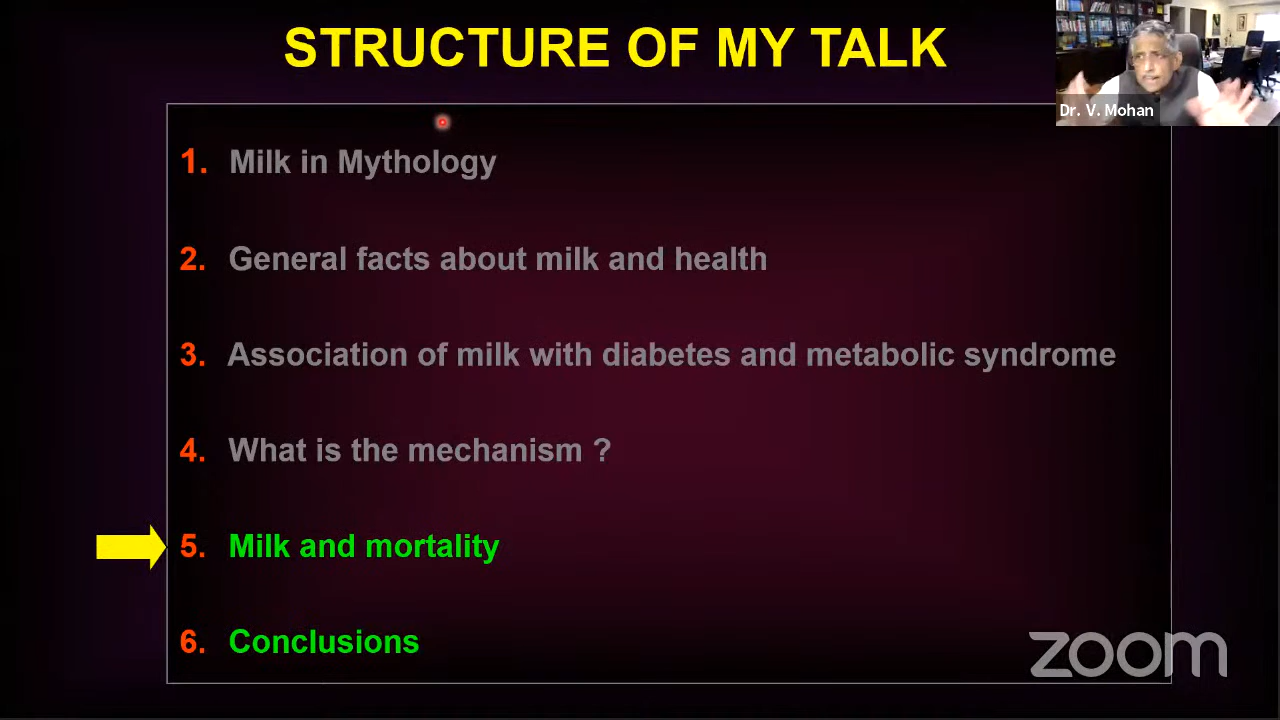 STRUCTURE OF MY TALK
Dr. V. Mohan
1. Milk in Mythology
2. General facts about milk and health
3. Association of milk with diabetes and metabolic syndrome
4. What is the mechanism ?
5. Milk and mortality
6. Conclusions
zoom